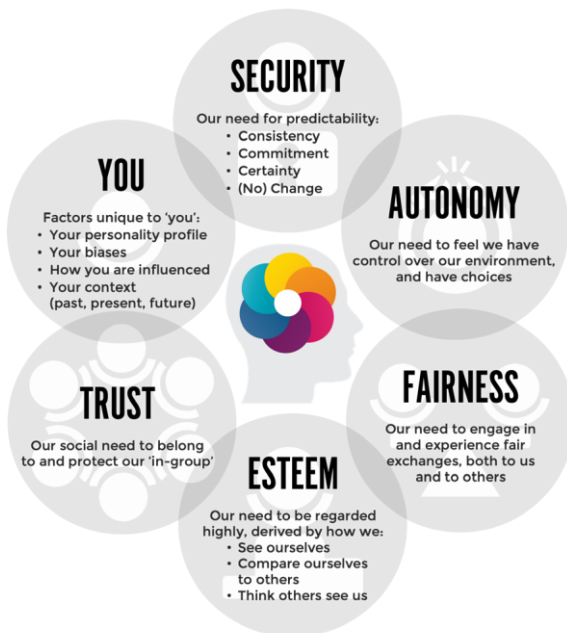 SECURITY
Our need for predictability:
• Consistency
• Commitment
• Certainty
• (No) Change
AUTONOMY
Our need to feel we have
control over our environment,
and have choices
FAIRNESS
Our need to engage in
and experience fair
exchanges, both to us
and to others
ESTEEM
Our need to be regarded
highly, derived by how we:
• See ourselves
• Compare ourselves
to others
• Think others see us
TRUST
Our social need to belong
to and protect our 'in-group'
YOU
Factors unique to 'you':
• Your personality profile
• Your biases
• How you are influenced
• Your context
(past, present, future)